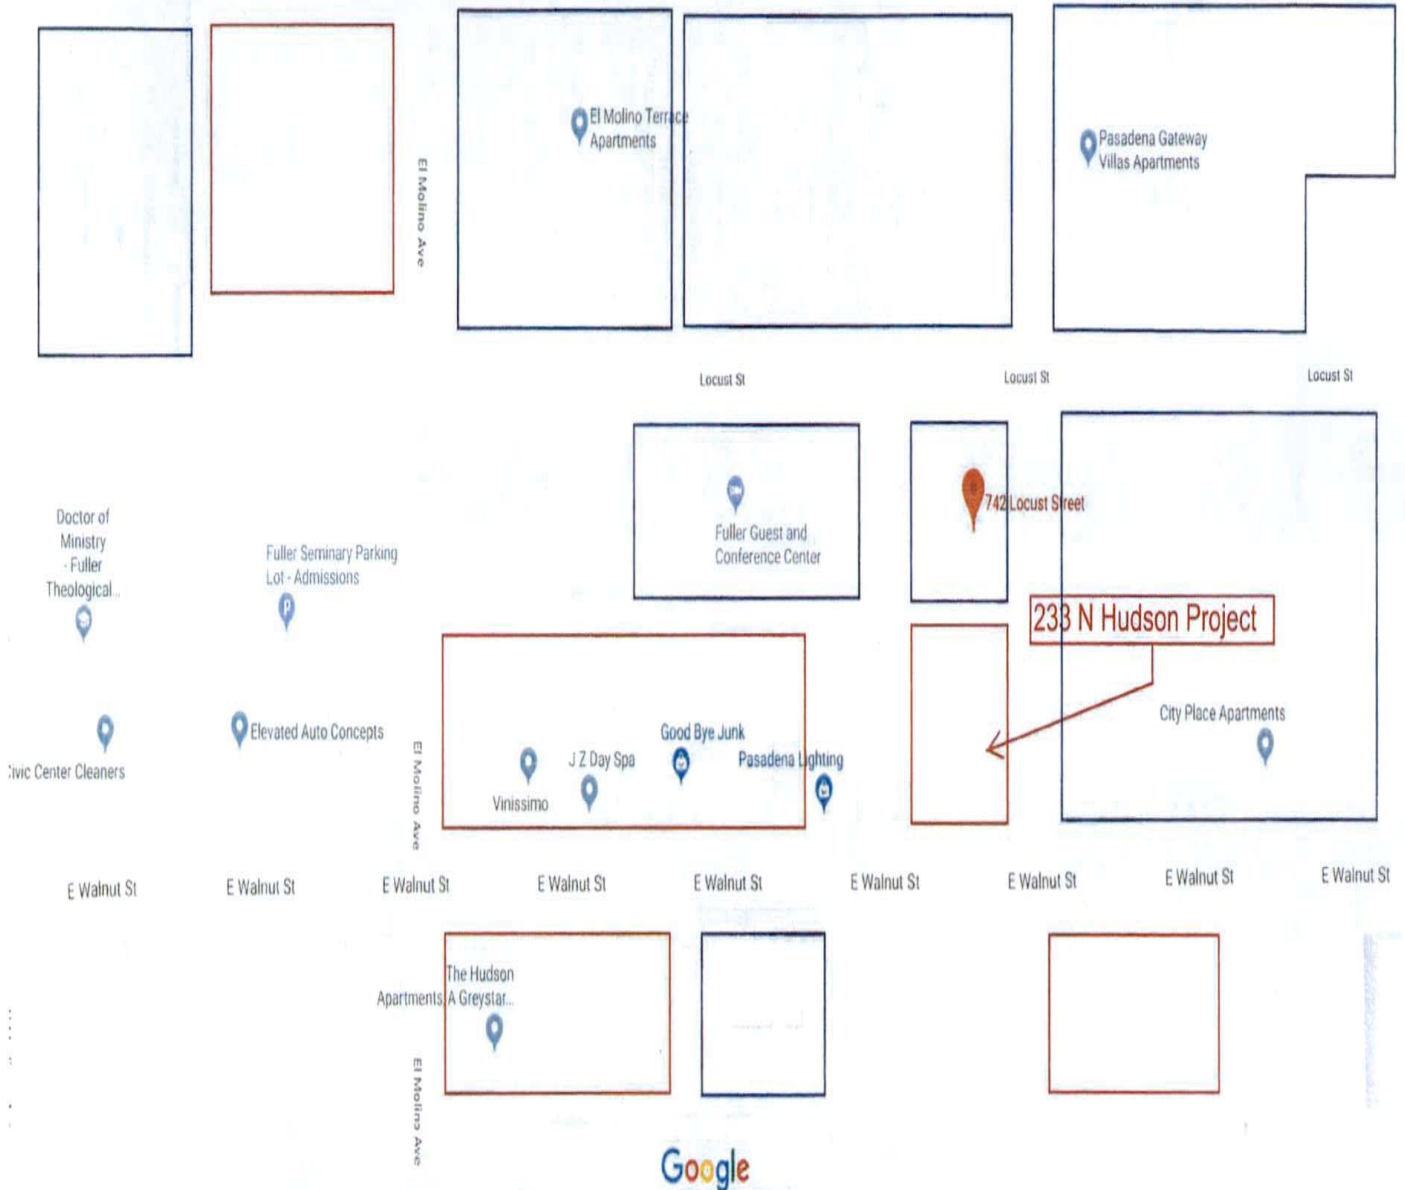 El Molino Terrace
Apartments
Pasadena Gateway
Villas Apartments
El Molino Ave
Locust St
Locust St
Locust St
742 Locust Street
Fuller Guest and
Conference Center
Doctor of
Ministry
- Fuller
Theological...
Fuller Seminary Parking
Lot - Admissions
P
233 N Hudson Project
City Place Apartments
Elevated Auto Concepts
Good Bye Junk
J Z Day Spa
Pasadena Lighting
Civic Center Cleaners
Vinissimo
El Molino Ave
E Walnut St
E Walnut St
E Walnut St
E Walnut St
E Walnut St
E Walnut St
E Walnut St
E Walnut St
E Walnut St
The Hudson
Apartments, A Greystar...
El Molino Ave
Google